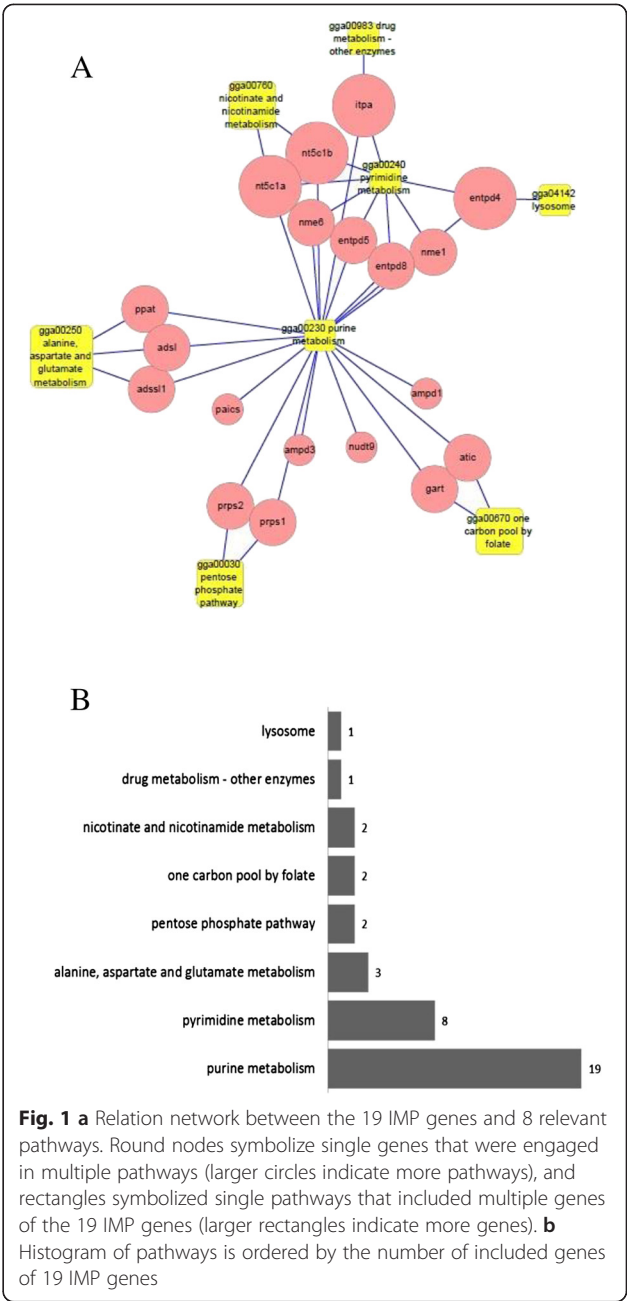 A
gga00983 drug
metabolism -
other enzymes
gga00760
nicotinate and
nicotinamide
metabolism
itpa
nt5c1b
gga00240
pyrimidine
metabolism
nt5c1a
entpd4
gga04142
lysosome
nme6
entpd5
nme1
entpd8
ppat
gga00230 purine
metabolism
gga00250
alanine,
aspartate and
glutamate
metabolism
adsl
adssl1
ampd1
paics
ampd3
nudt9
atic
gart
prps2
prps1
gga00670 one
carbon pool by
folate
gga00030
pentose
phosphate
pathway
B
lysosome 1
drug metabolism - other enzymes 1
nicotinate and nicotinamide metabolism 2
one carbon pool by folate 2
pentose phosphate pathway 2
alanine, aspartate and glutamate metabolism 3
pyrimidine metabolism 8
purine metabolism 19
Fig. 1 a Relation network between the 19 IMP genes and 8 relevant
pathways. Round nodes symbolize single genes that were engaged
in multiple pathways (larger circles indicate more pathways), and
rectangles symbolized single pathways that included multiple genes
of the 19 IMP genes (larger rectangles indicate more genes). b
Histogram of pathways is ordered by the number of included genes
of 19 IMP genes